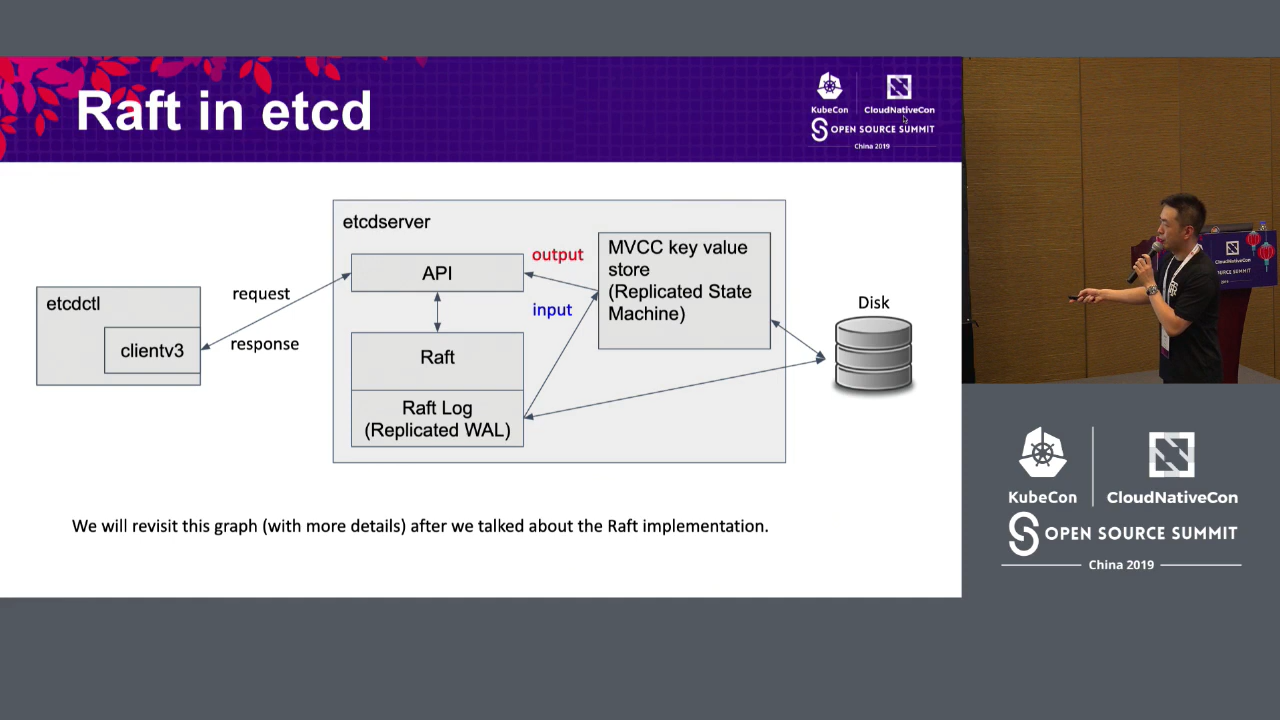 Raft in etcd
KubeCon
CloudNativeCon
OPEN SOURCE SUMMIT
China 2019
etcdserver
API
output
MVCC key value
store
(Replicated State
Machine)
request
input
Disk
etcdctl
clientv3
response
Raft
Raft Log
(Replicated WAL)
We will revisit this graph (with more details) after we talked about the Raft implementation.
CloudNativeCon
SUMMIT
KubeCon
CloudNativeCon
OPEN SOURCE SUMMIT
China 2019